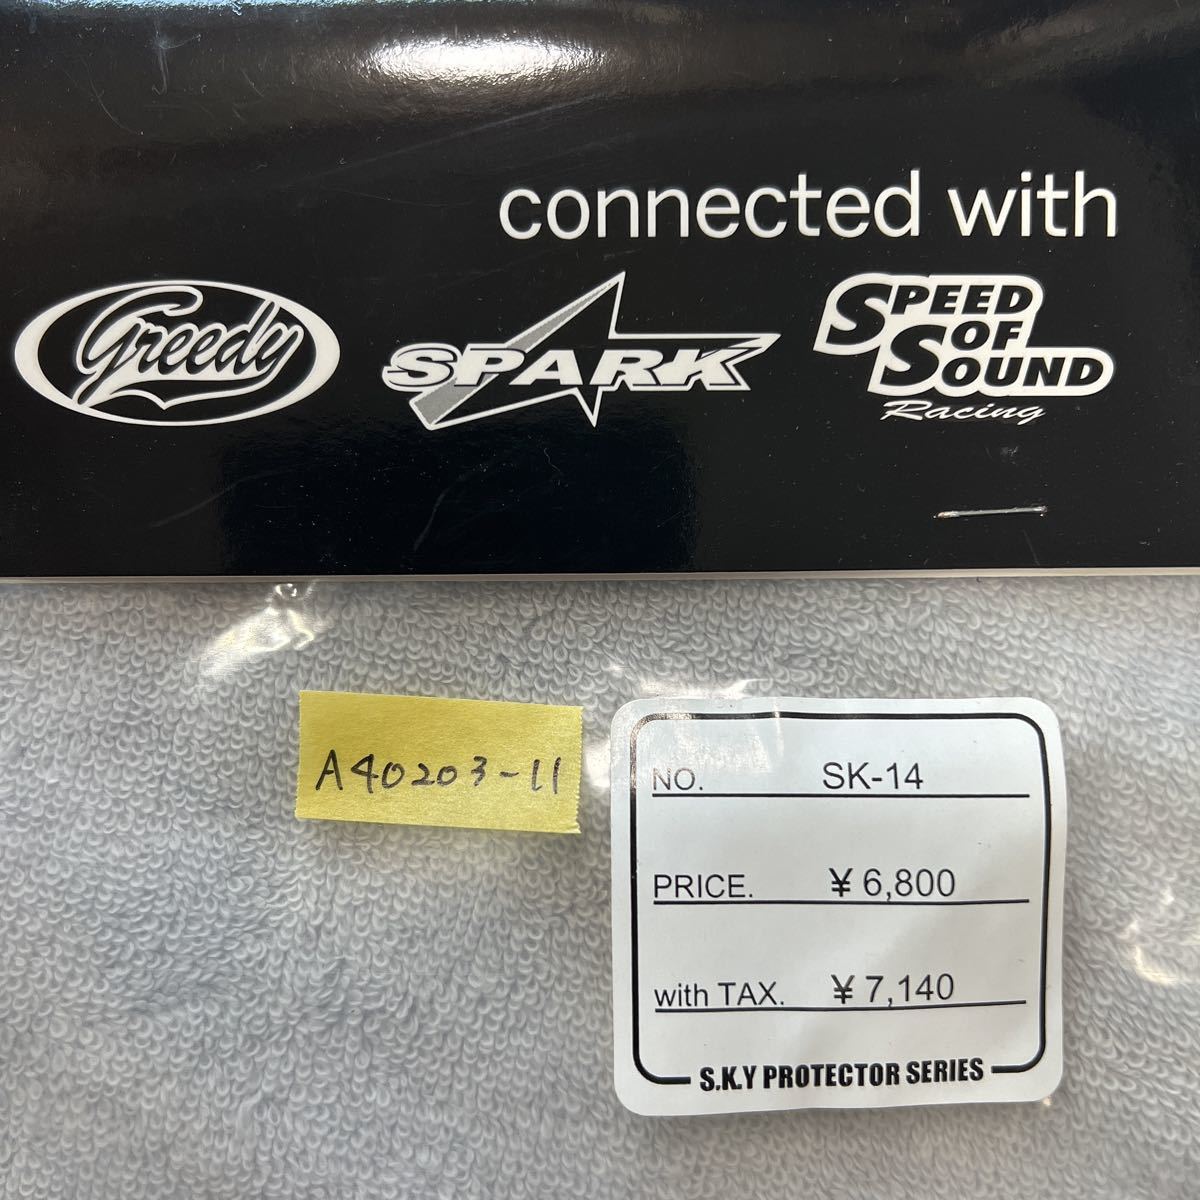 connected with
Greedy
SPARK
SPEED
OF
SOUND
Racing
A40203-11
NO. SK-14
PRICE. ¥ 6,800
with TAX. ¥ 7,140
S.K.Y PROTECTOR SERIES